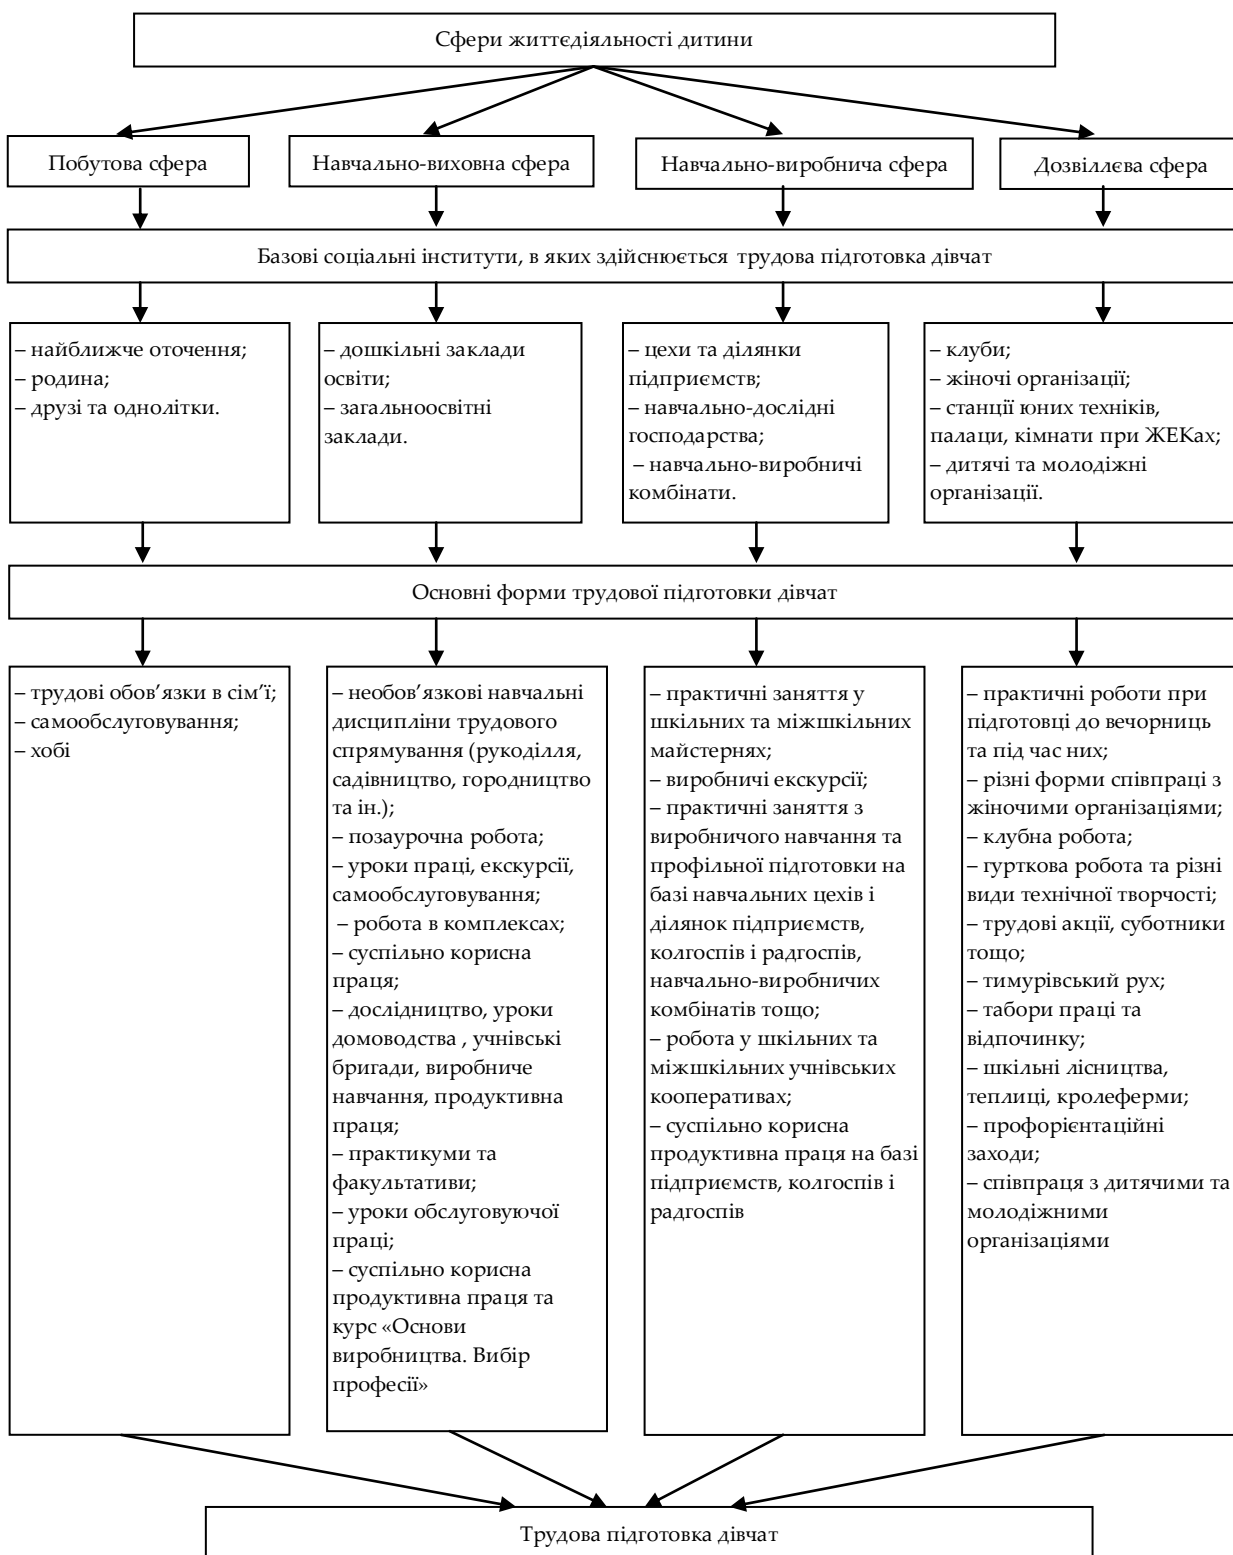 Сфери життєдіяльності дитини
Побутова сфера
Навчально-виховна сфера
Навчально-виробнича сфера
Дозвіллєва сфера
Базові соціальні інститути, в яких здійснюється трудова підготовка дівчат
– найближче оточення;
– родина;
– друзі та однолітки.
– дошкільні заклади
освіти;
– загальноосвітні
заклади.
– цехи та ділянки
підприємств;
– навчально-дослідні
господарства;
– навчально-виробничі
комбінати.
– клуби;
– жіночі організації;
– станції юних техніків,
палаци, кімнати при ЖЕКах;
– дитячі та молодіжні
організації.
Основні форми трудової підготовки дівчат
– трудові обов’язки в сім’ї;
– самообслуговування;
– хобі
– необов’язкові навчальні
дисципліни трудового
спрямування (рукоділля,
садівництво, городництво
та ін.);
– позаурочна робота;
– уроки праці, екскурсії,
самообслуговування;
– робота в комплексах;
– суспільно корисна
праця;
– дослідництво, уроки
домоводства , учнівські
бригади, виробниче
навчання, продуктивна
праця;
– практикуми та
факультативи;
– уроки обслуговуючої
праці;
– суспільно корисна
продуктивна праця та
курс «Основи
виробництва. Вибір
професії»
– практичні заняття у
шкільних та міжшкільних
майстернях;
– виробничі екскурсії;
– практичні заняття з
виробничого навчання та
профільної підготовки на
базі навчальних цехів і
ділянок підприємств,
колгоспів і радгоспів,
навчально-виробничих
комбінатів тощо;
– робота у шкільних та
міжшкільних учнівських
кооперативах;
– суспільно корисна
продуктивна праця на базі
підприємств, колгоспів і
радгоспів
– практичні роботи при
підготовці до вечорниць
та під час них;
– різні форми співпраці з
жіночими організаціями;
– клубна робота;
– гурткова робота та різні
види технічної творчості;
– трудові акції, суботники
тощо;
– тимурівський рух;
– табори праці та
відпочинку;
– шкільні лісництва,
теплиці, кролеферми;
– профорієнтаційні
заходи;
– співпраця з дитячими та
молодіжними
організаціями
Трудова підготовка дівчат